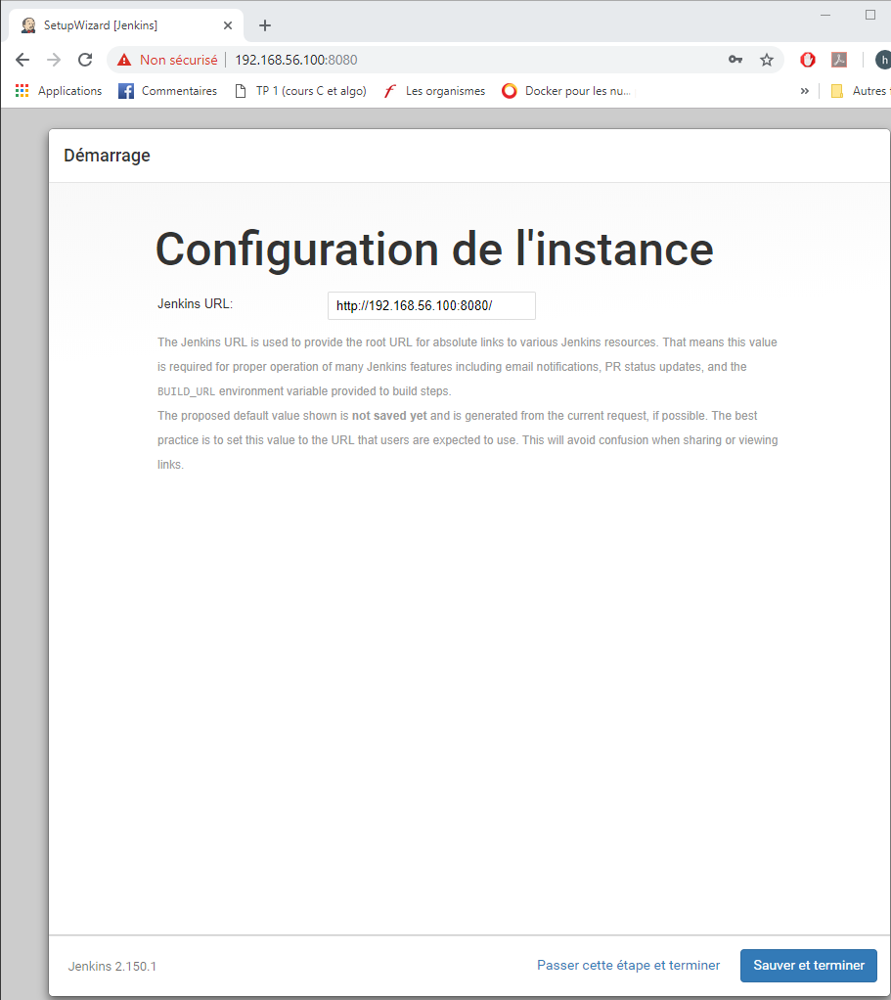 SetupWizard [Jenkins]
Non sécurisé 192.168.56.100:8080
h
Applications Commentaires TP 1 (cours C et algo) Les organismes Docker pour les nu... » Autres f
Démarrage
Configuration de l'instance
Jenkins URL: http://192.168.56.100:8080/
The Jenkins URL is used to provide the root URL for absolute links to various Jenkins resources. That means this value
is required for proper operation of many Jenkins features including email notifications, PR status updates, and the
BUILD_URL environment variable provided to build steps.
The proposed default value shown is not saved yet and is generated from the current request, if possible. The best
practice is to set this value to the URL that users are expected to use. This will avoid confusion when sharing or viewing
links.
Jenkins 2.150.1 Passer cette étape et terminer Sauver et terminer